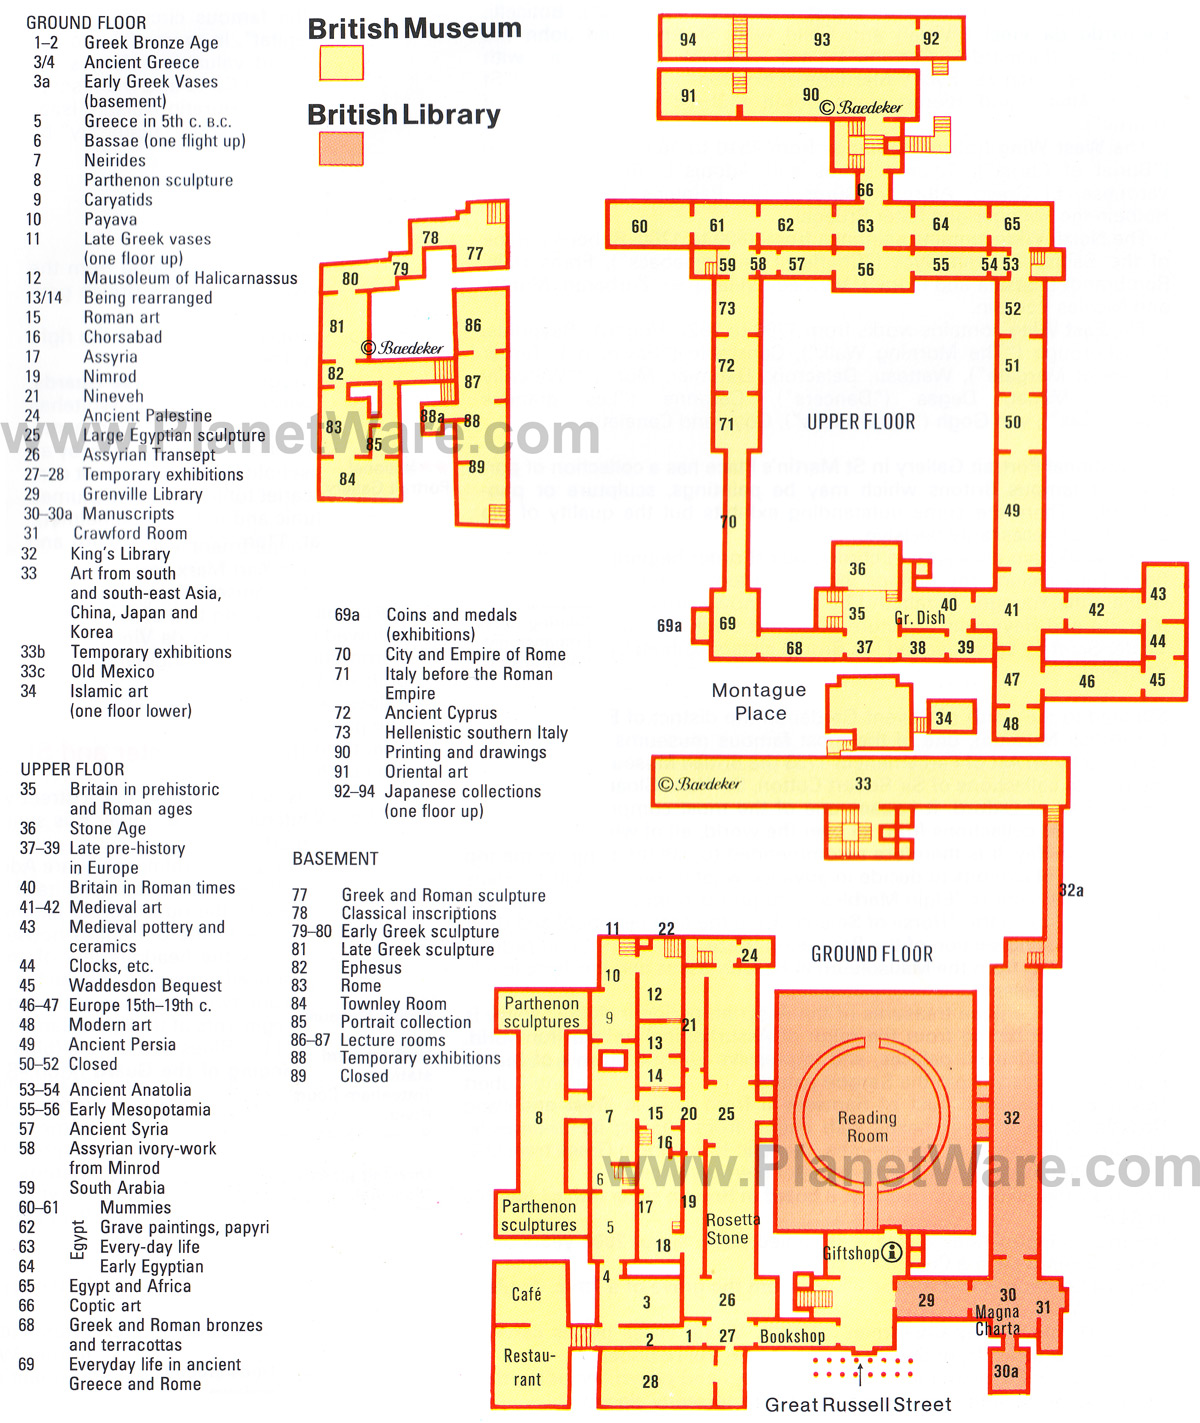 GROUND FLOOR
1–2 Greek Bronze Age
3/4 Ancient Greece
3a Early Greek Vases
(basement)
5 Greece in 5th c. B.C.
6 Bassae (one flight up)
7 Neirides
8 Parthenon sculpture
9 Caryatids
10 Payava
11 Late Greek vases
(one floor up)
12 Mausoleum of Halicarnassus
13/14 Being rearranged
15 Roman art
16 Chorsabad
17 Assyria
19 Nimrod
21 Nineveh
24 Ancient Palestine
25 Large Egyptian sculpture
26 Assyrian Transept
27–28 Temporary exhibitions
29 Grenville Library
30–30a Manuscripts
31 Crawford Room
32 King's Library
33 Art from south
and south-east Asia,
China, Japan and
Korea
33b Temporary exhibitions
33c Old Mexico
34 Islamic art
(one floor lower)
UPPER FLOOR
35 Britain in prehistoric
and Roman ages
36 Stone Age
37–39 Late pre-history
in Europe
40 Britain in Roman times
41–42 Medieval art
43 Medieval pottery and
ceramics
44 Clocks, etc.
45 Waddesdon Bequest
46–47 Europe 15th–19th c.
48 Modern art
49 Ancient Persia
50–52 Closed
53–54 Ancient Anatolia
55–56 Early Mesopotamia
57 Ancient Syria
58 Assyrian ivory-work
from Minrod
59 South Arabia
60–61 Mummies
62 Grave paintings, papyri
Egypt
63 Every-day life
64 Early Egyptian
65 Egypt and Africa
66 Coptic art
68 Greek and Roman bronzes
and terracottas
69 Everyday life in ancient
Greece and Rome
69a Coins and medals
(exhibitions)
70 City and Empire of Rome
71 Italy before the Roman
Empire
72 Ancient Cyprus
73 Hellenistic southern Italy
90 Printing and drawings
91 Oriental art
92–94 Japanese collections
(one floor up)
BASEMENT
77 Greek and Roman sculpture
78 Classical inscriptions
79–80 Early Greek sculpture
81 Late Greek sculpture
82 Ephesus
83 Rome
84 Townley Room
85 Portrait collection
86–87 Lecture rooms
88 Temporary exhibitions
89 Closed
British Museum
British Library
78
77
79
80
81
86
© Baedeker
82
87
88a
88
83
85
89
84
www.PlanetWare.com
94 93 92
91 90
© Baedeker
66
60 61 62 63 64 65
59 58 57 56 55 54 53
73 52
72 51
UPPER FLOOR
71 50
49
70
36
43
40 41 42
35
Gr. Dish
69a 69
68 37 38 39
44
47 46 45
48
Montague
Place
34
© Baedeker 33
32a
GROUND FLOOR
11 22
24
10
12
Parthenon
sculptures
9
21
13
14
8 7 15 20 25
16
Reading
Room
32
www.PlanetWare.com
6
17 19
Parthenon
sculptures
5
Rosetta
Stone
18
Giftshop i
4
Café
3 26 29 30
Magna
Charta
31
2 1 27 Bookshop
Restau-
rant
28
30a
Great Russell Street